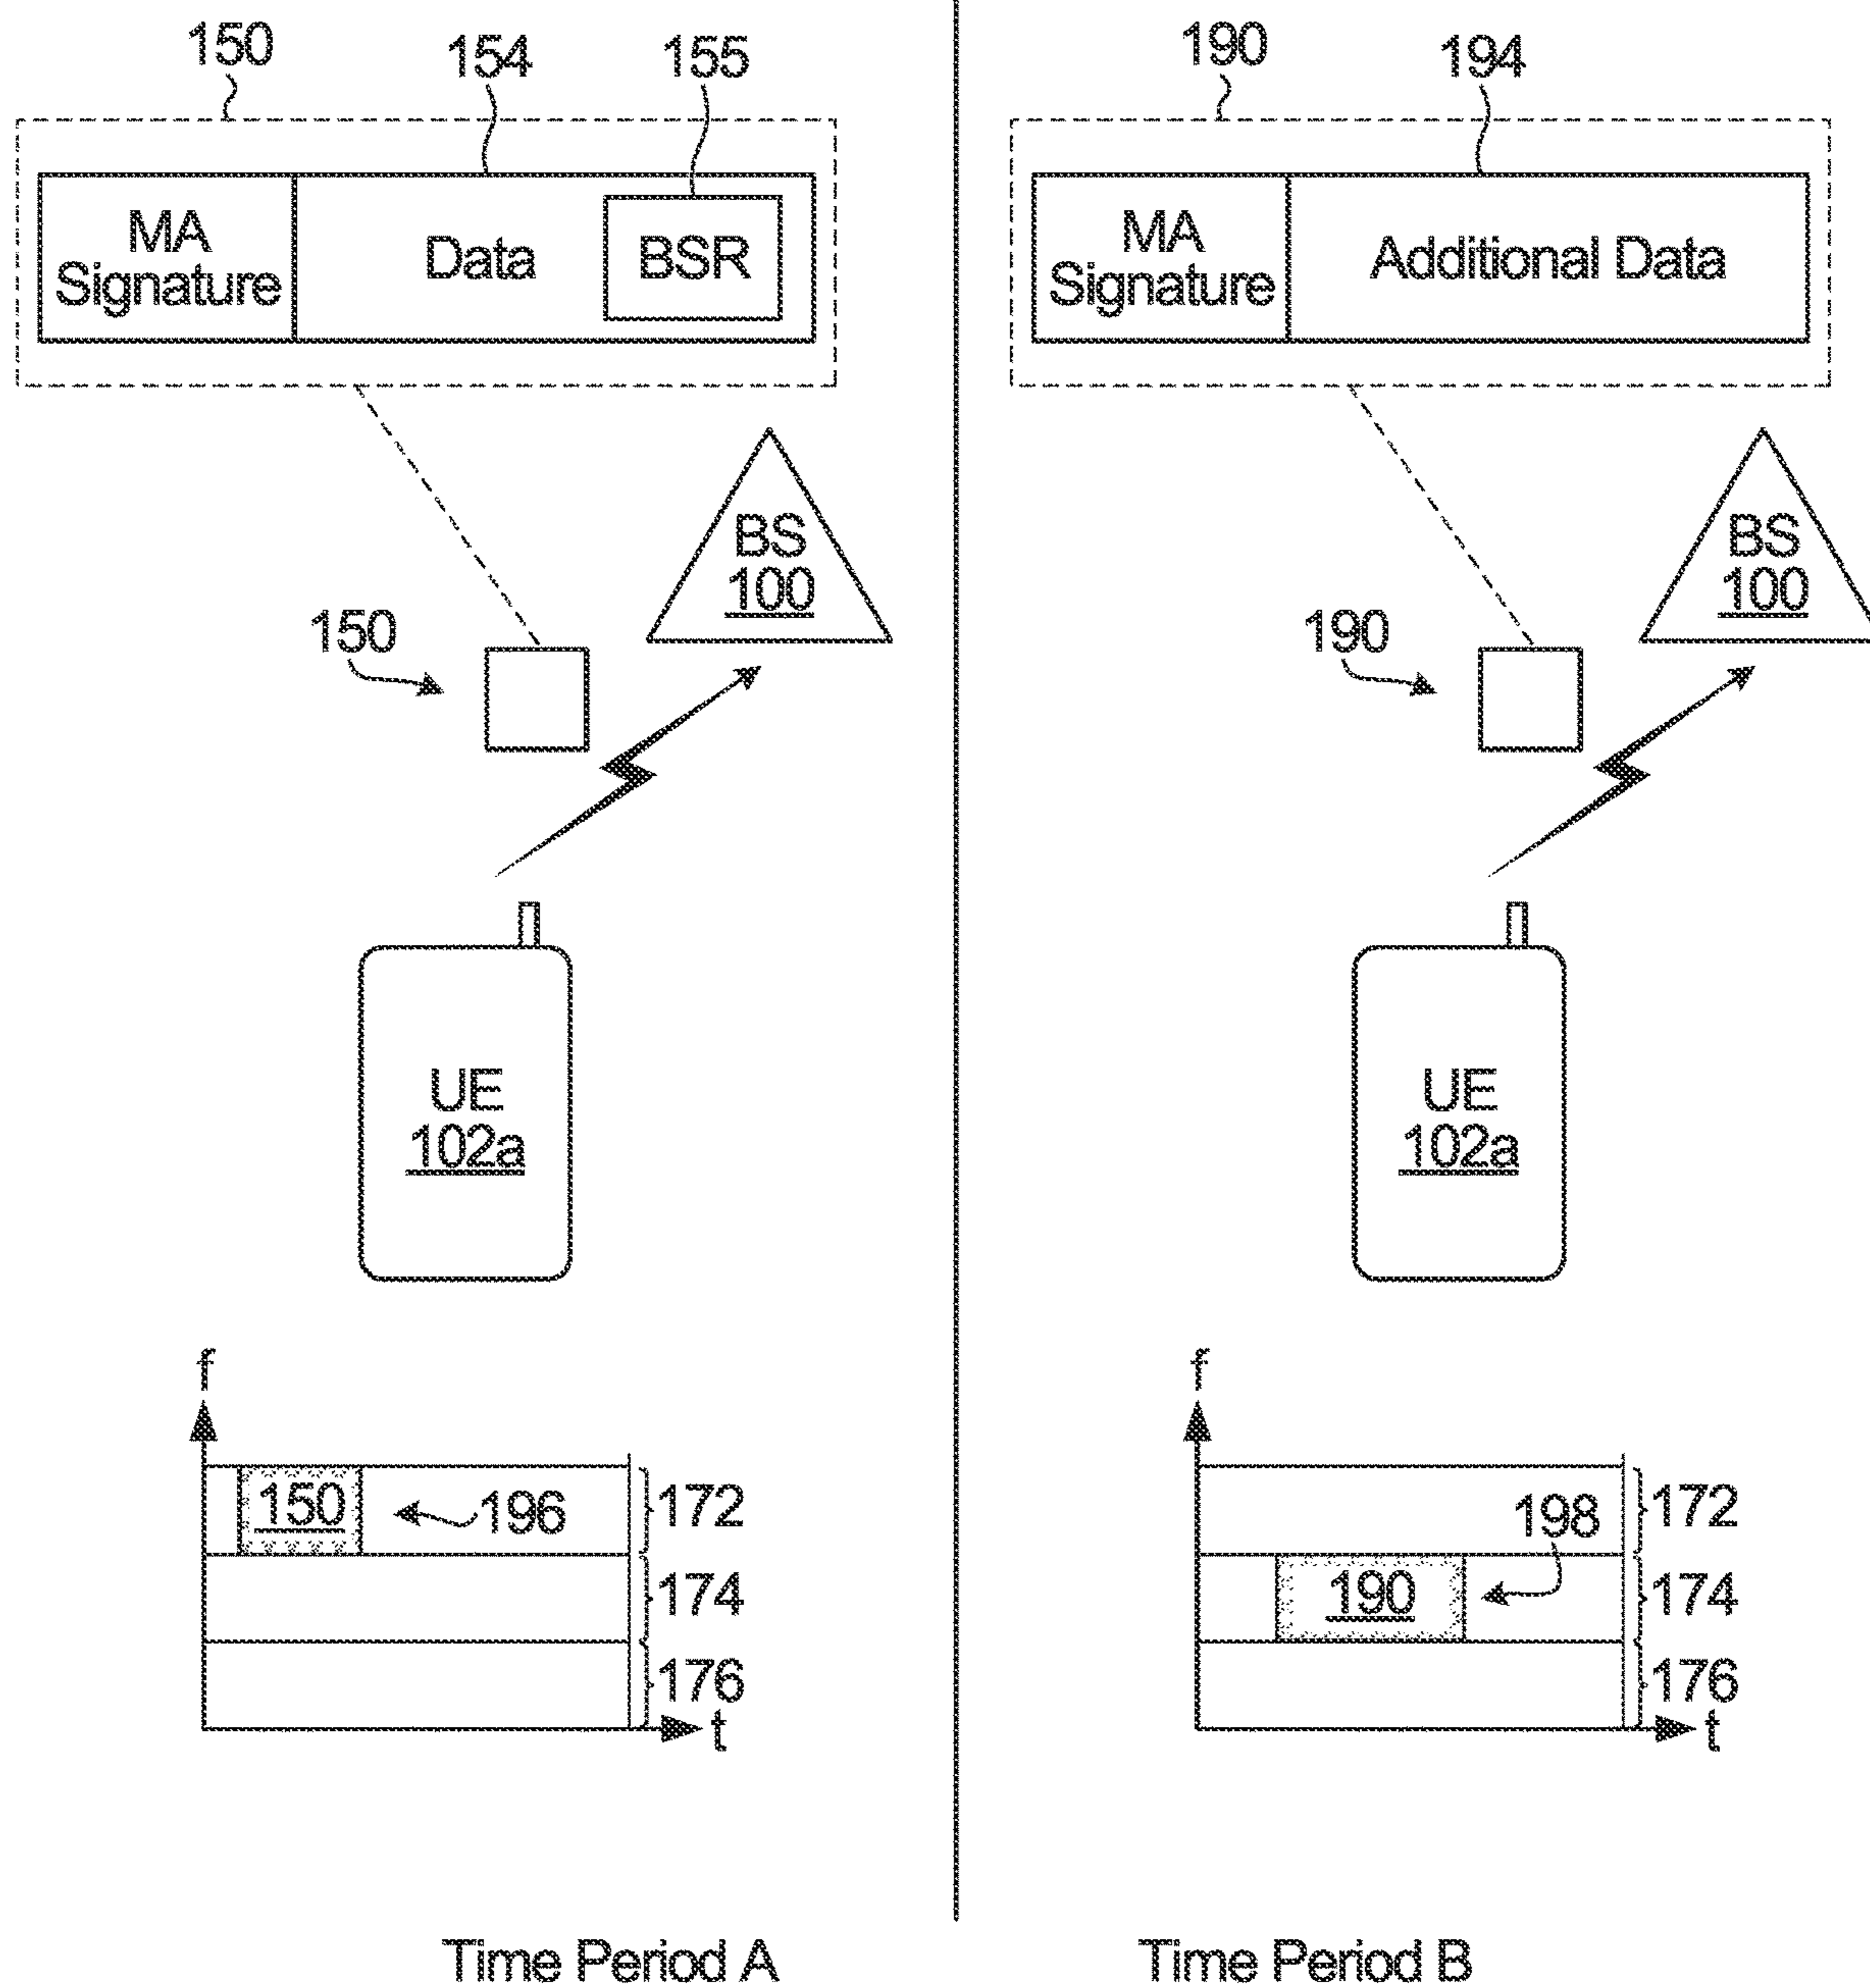 150 154 155
MA
Signature
Data
BSR
BS
100
150
UE
102a
f
150
196
172
174
176
t
Time Period A
190 194
MA
Signature
Additional Data
BS
100
190
UE
102a
f
198
190
172
174
176
t
Time Period B